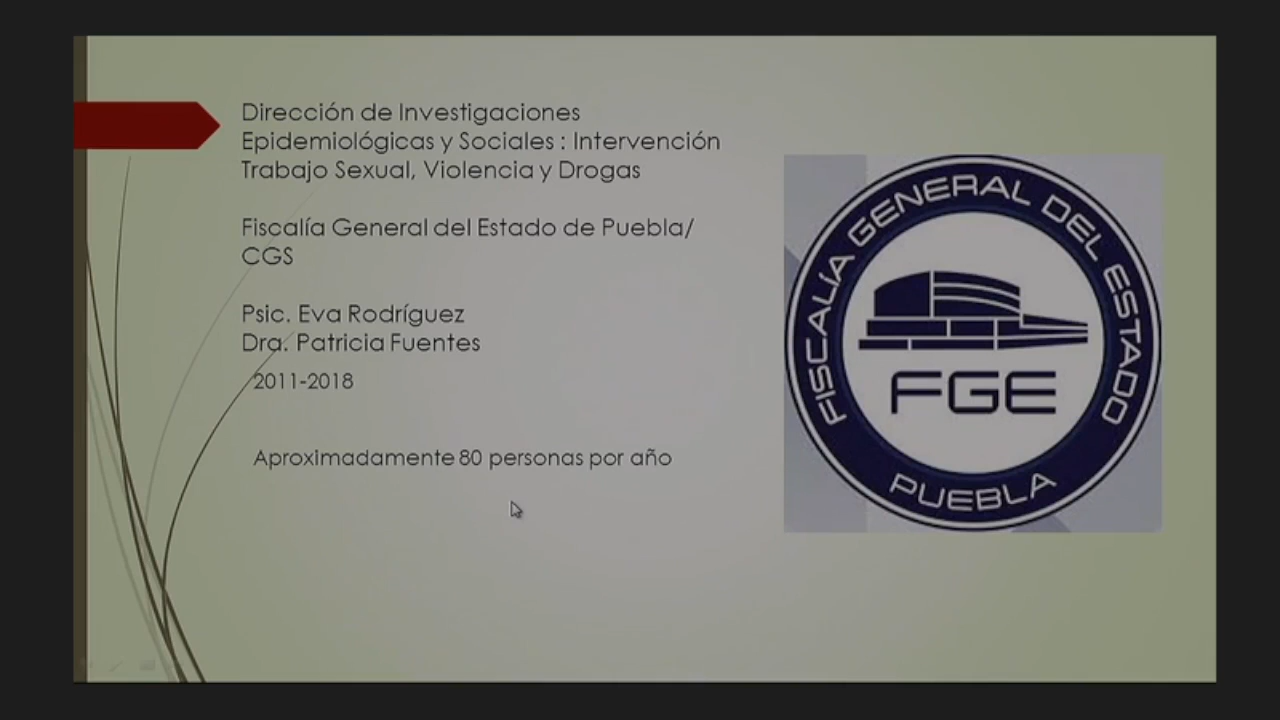 Dirección de Investigaciones
Epidemiológicas y Sociales : Intervención
Trabajo Sexual, Violencia y Drogas
Fiscalía General del Estado de Puebla/
CGS
Psic. Eva Rodríguez
Dra. Patricia Fuentes
2011-2018
Aproximadamente 80 personas por año
FISCALÍA GENERAL DEL ESTADO
FGE
PUEBLA